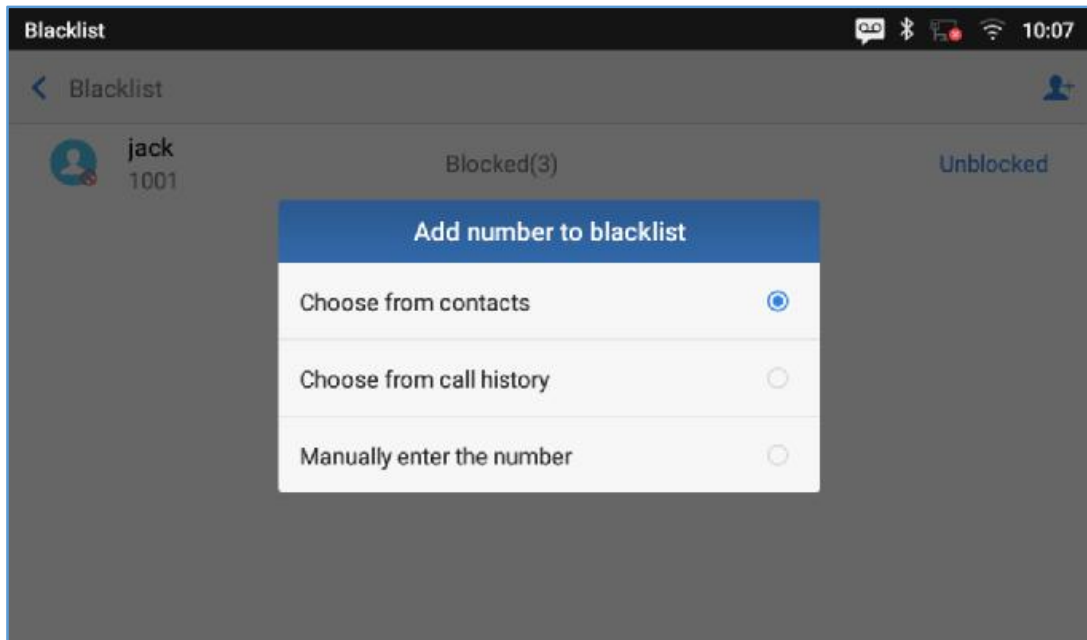 Blacklist
10:07
Blacklist
jack
1001
Blocked(3)
Unblocked
Add number to blacklist
Choose from contacts
Choose from call history
Manually enter the number